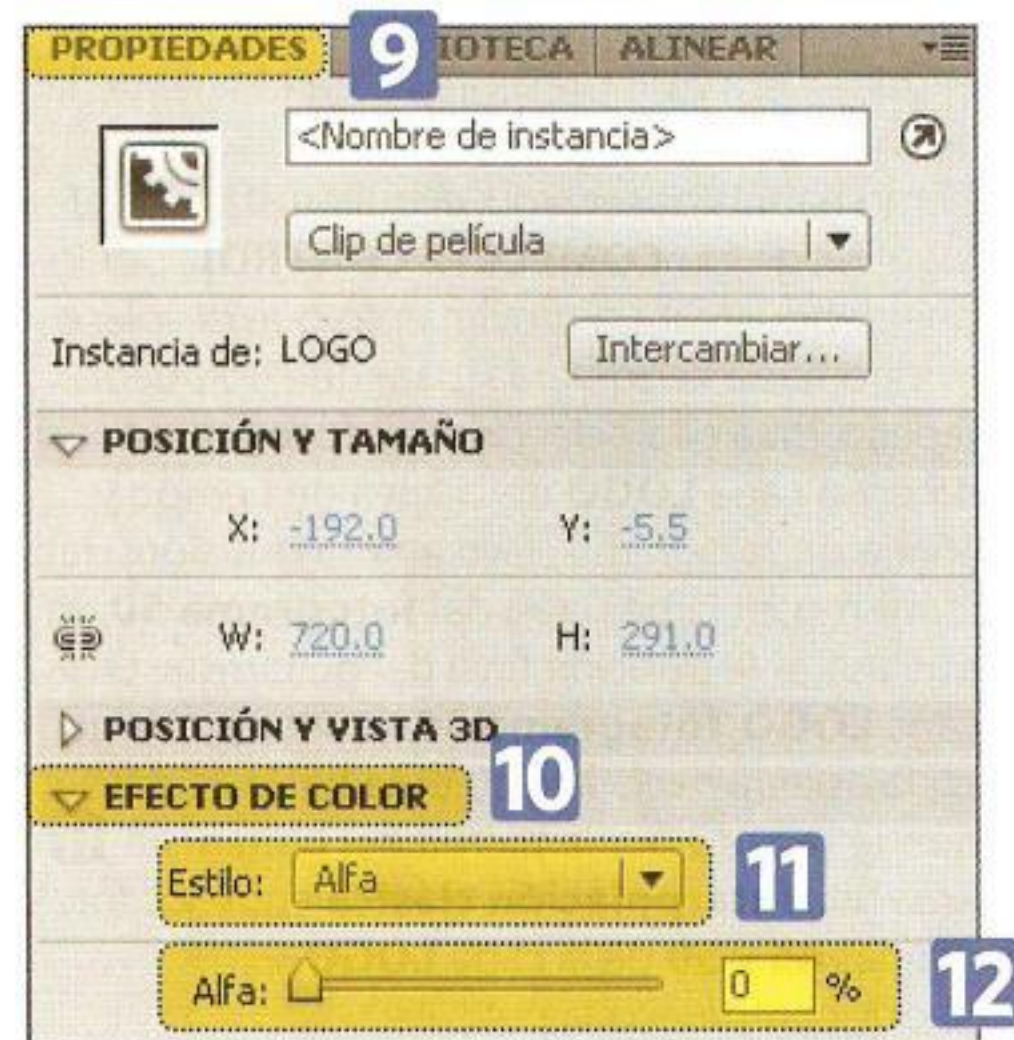 PROPIEDADES 9 IOTECA ALINEAR
<Nombre de instancia>
Clip de película
Instancia de: LOGO Intercambiar...
POSICIÓN Y TAMAÑO
X: -192.0 Y: -5.5
W: 720.0 H: 291.0
POSICIÓN Y VISTA 3D
EFECTO DE COLOR 10
Estilo: Alfa 11
Alfa: 0 % 12